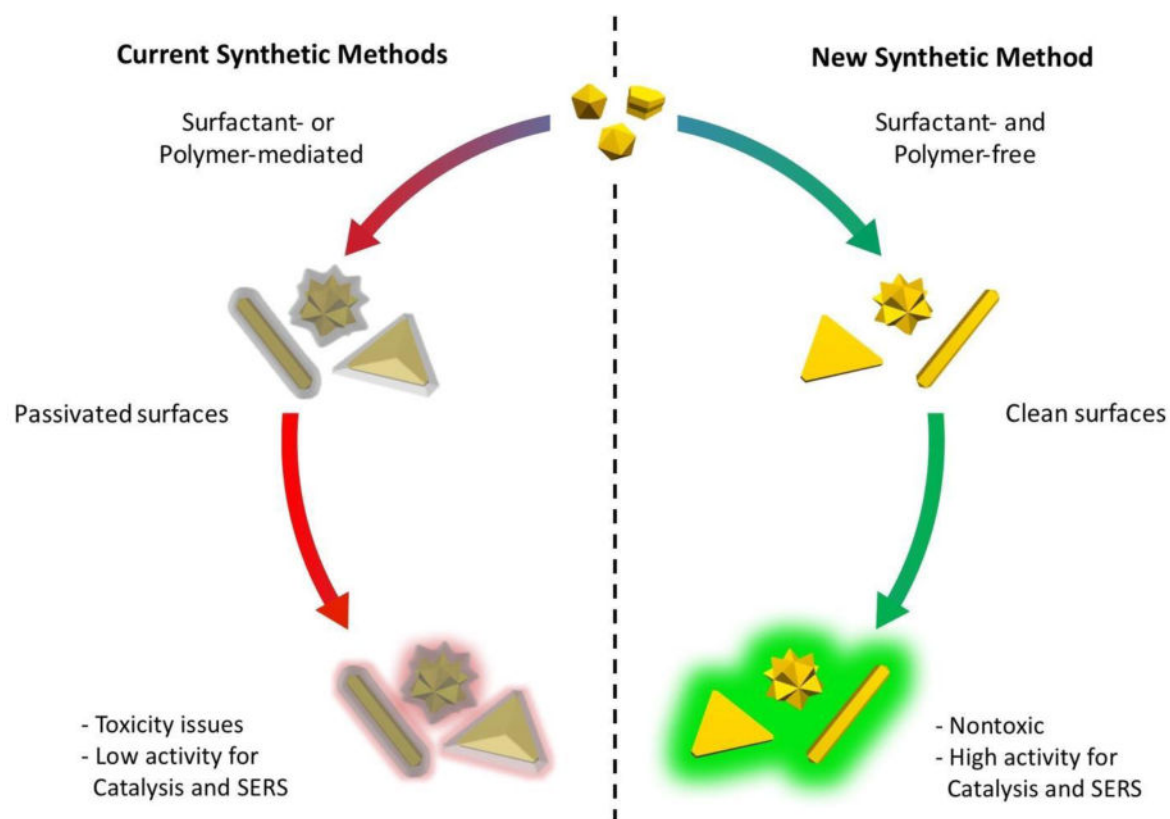 Current Synthetic Methods
Surfactant- or
Polymer-mediated
Passivated surfaces
- Toxicity issues
- Low activity for
Catalysis and SERS
New Synthetic Method
Surfactant- and
Polymer-free
Clean surfaces
- Nontoxic
- High activity for
Catalysis and SERS